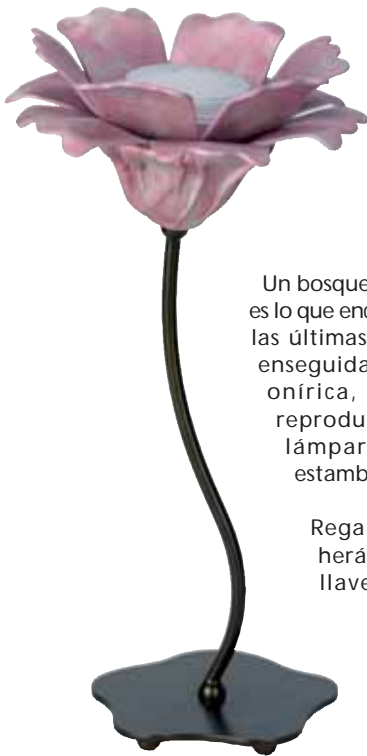 Un bosque
es lo que enc
las últimas
enseguida
onírica,
reprodu
lámpar
estamb
Rega
herá
llave